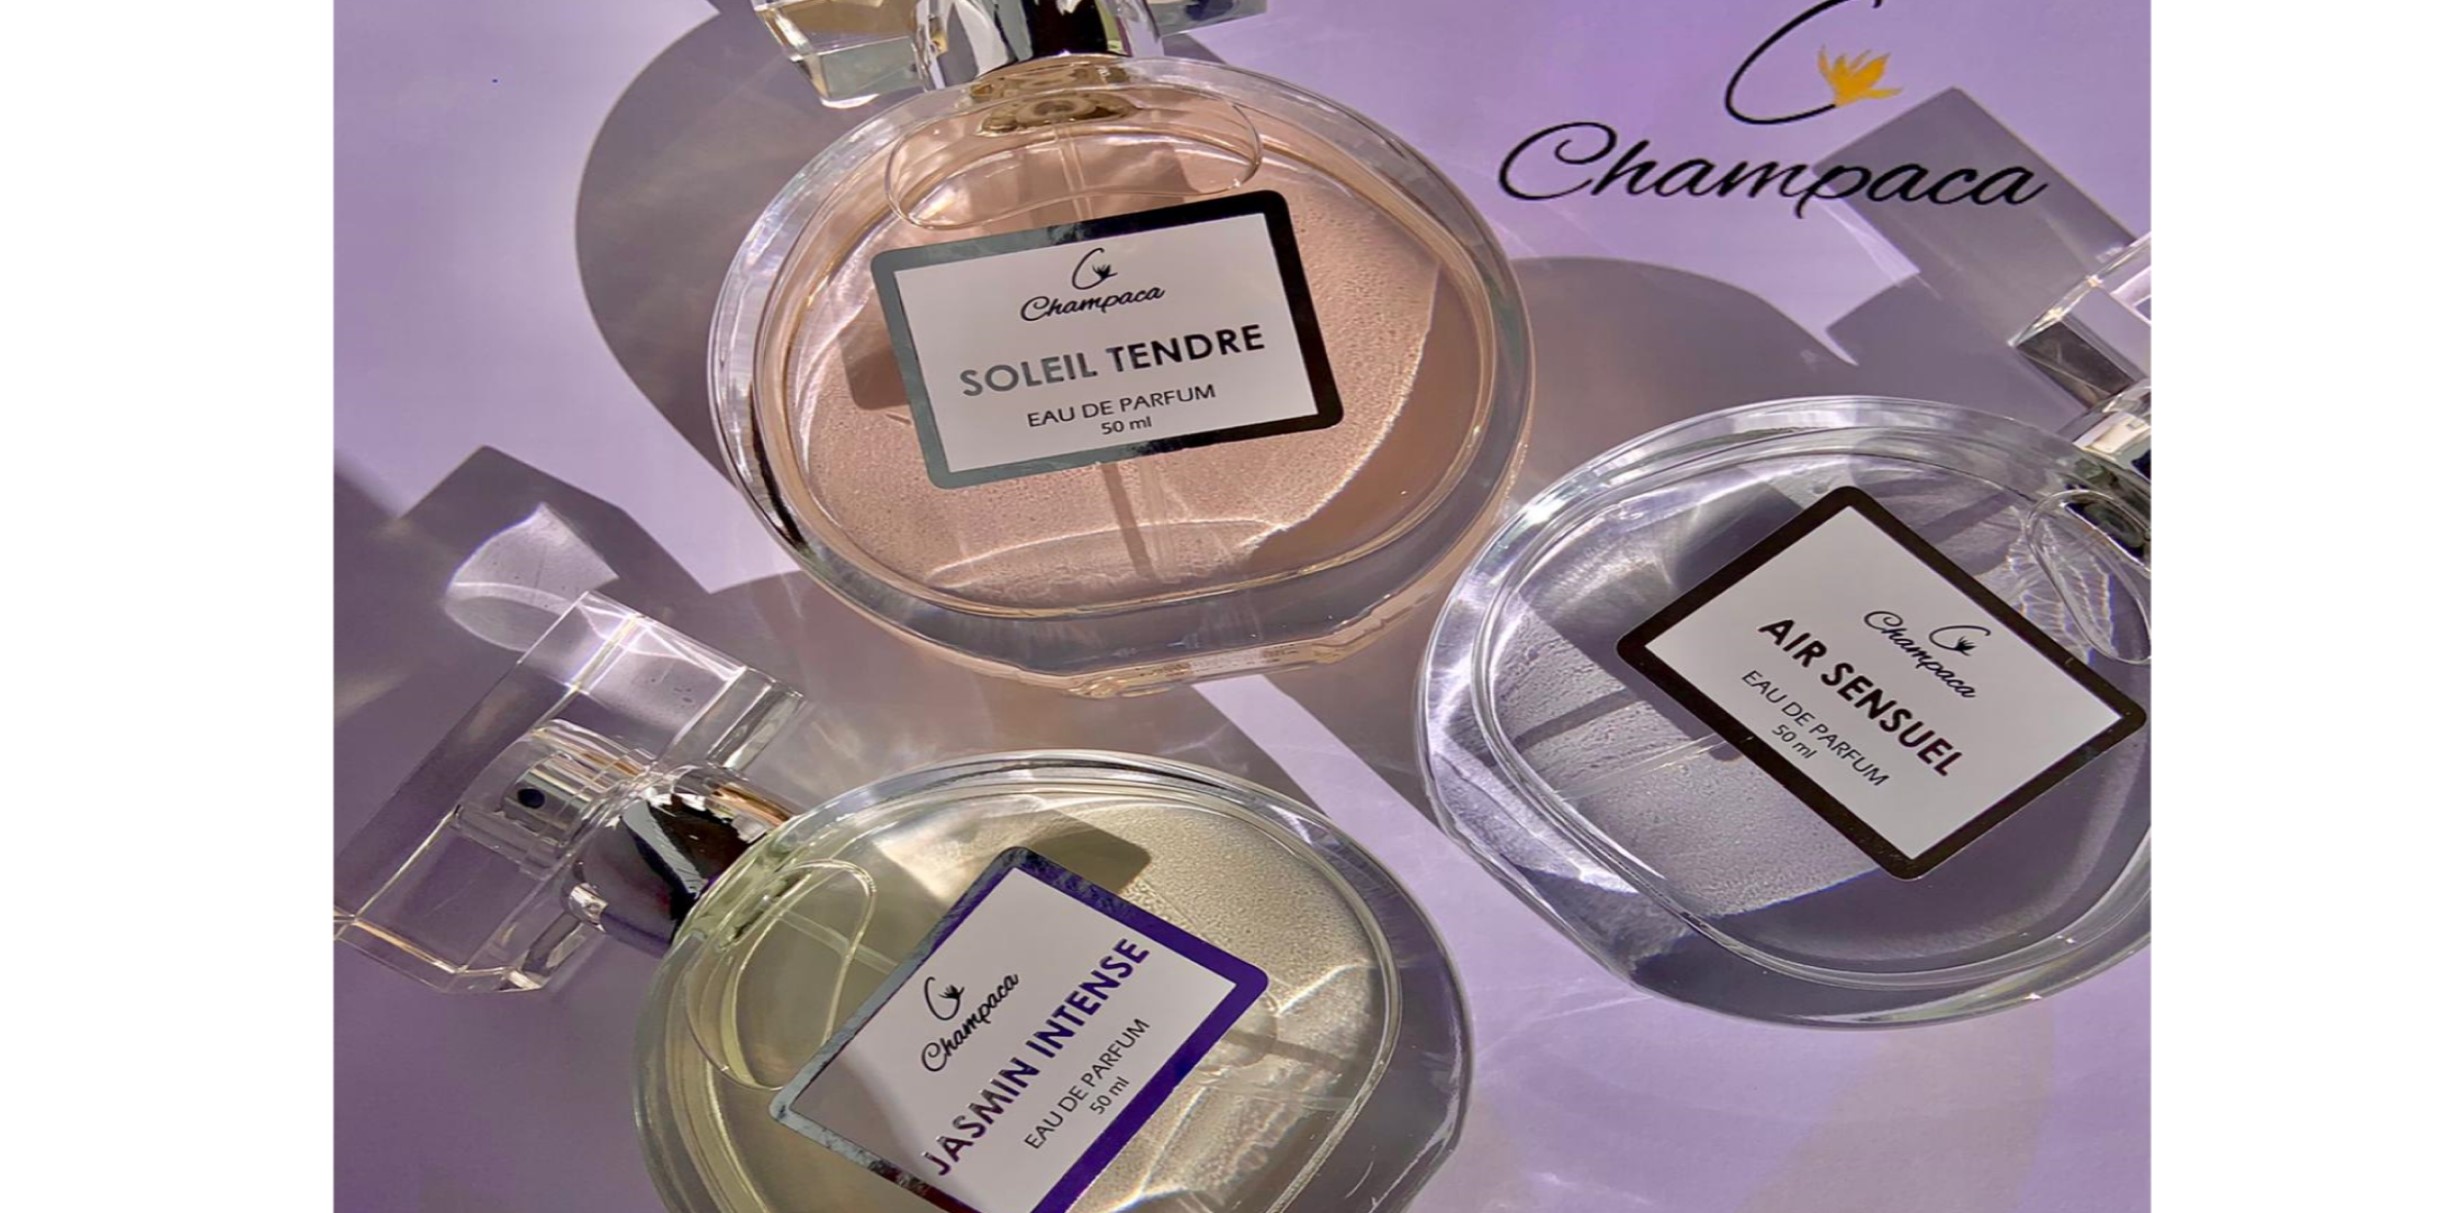 Champaca
Champaca
SOLEIL TENDRE
EAU DE PARFUM
50 ml
Champaca
AIR SENSUEL
EAU DE PARFUM
50 ml
Champaca
JASMIN INTENSE
EAU DE PARFUM
50 ml